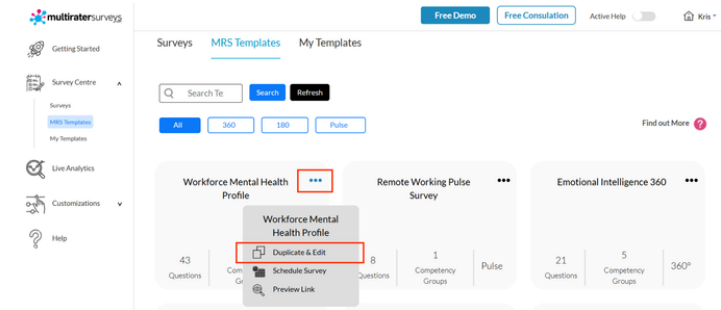 multiratersurveys
Free Demo
Free Consulation
Active Help
Kris
Getting Started
Survey Centre
Surveys
MRS Templates
My Templates
Live Analytics
Customizations
Help
Surveys MRS Templates My Templates
Search Te
Search
Refresh
All
360
180
Pulse
Find out More ?
Workforce Mental Health
Profile
43
Questions
Workforce Mental
Health Profile
Duplicate & Edit
Schedule Survey
Preview Link
Remote Working Pulse
Survey
8
Questions
1
Competency
Groups
Pulse
Emotional Intelligence 360
21
Questions
5
Competency
Groups
360°